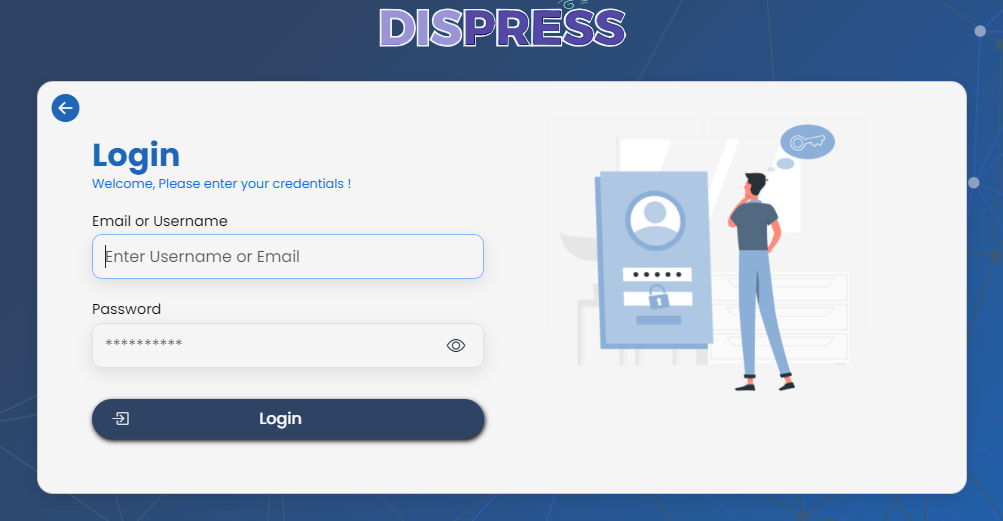 DISPRESS
Login
Welcome, Please enter your credentials !
Email or Username
Enter Username or Email
Password
**********
Login